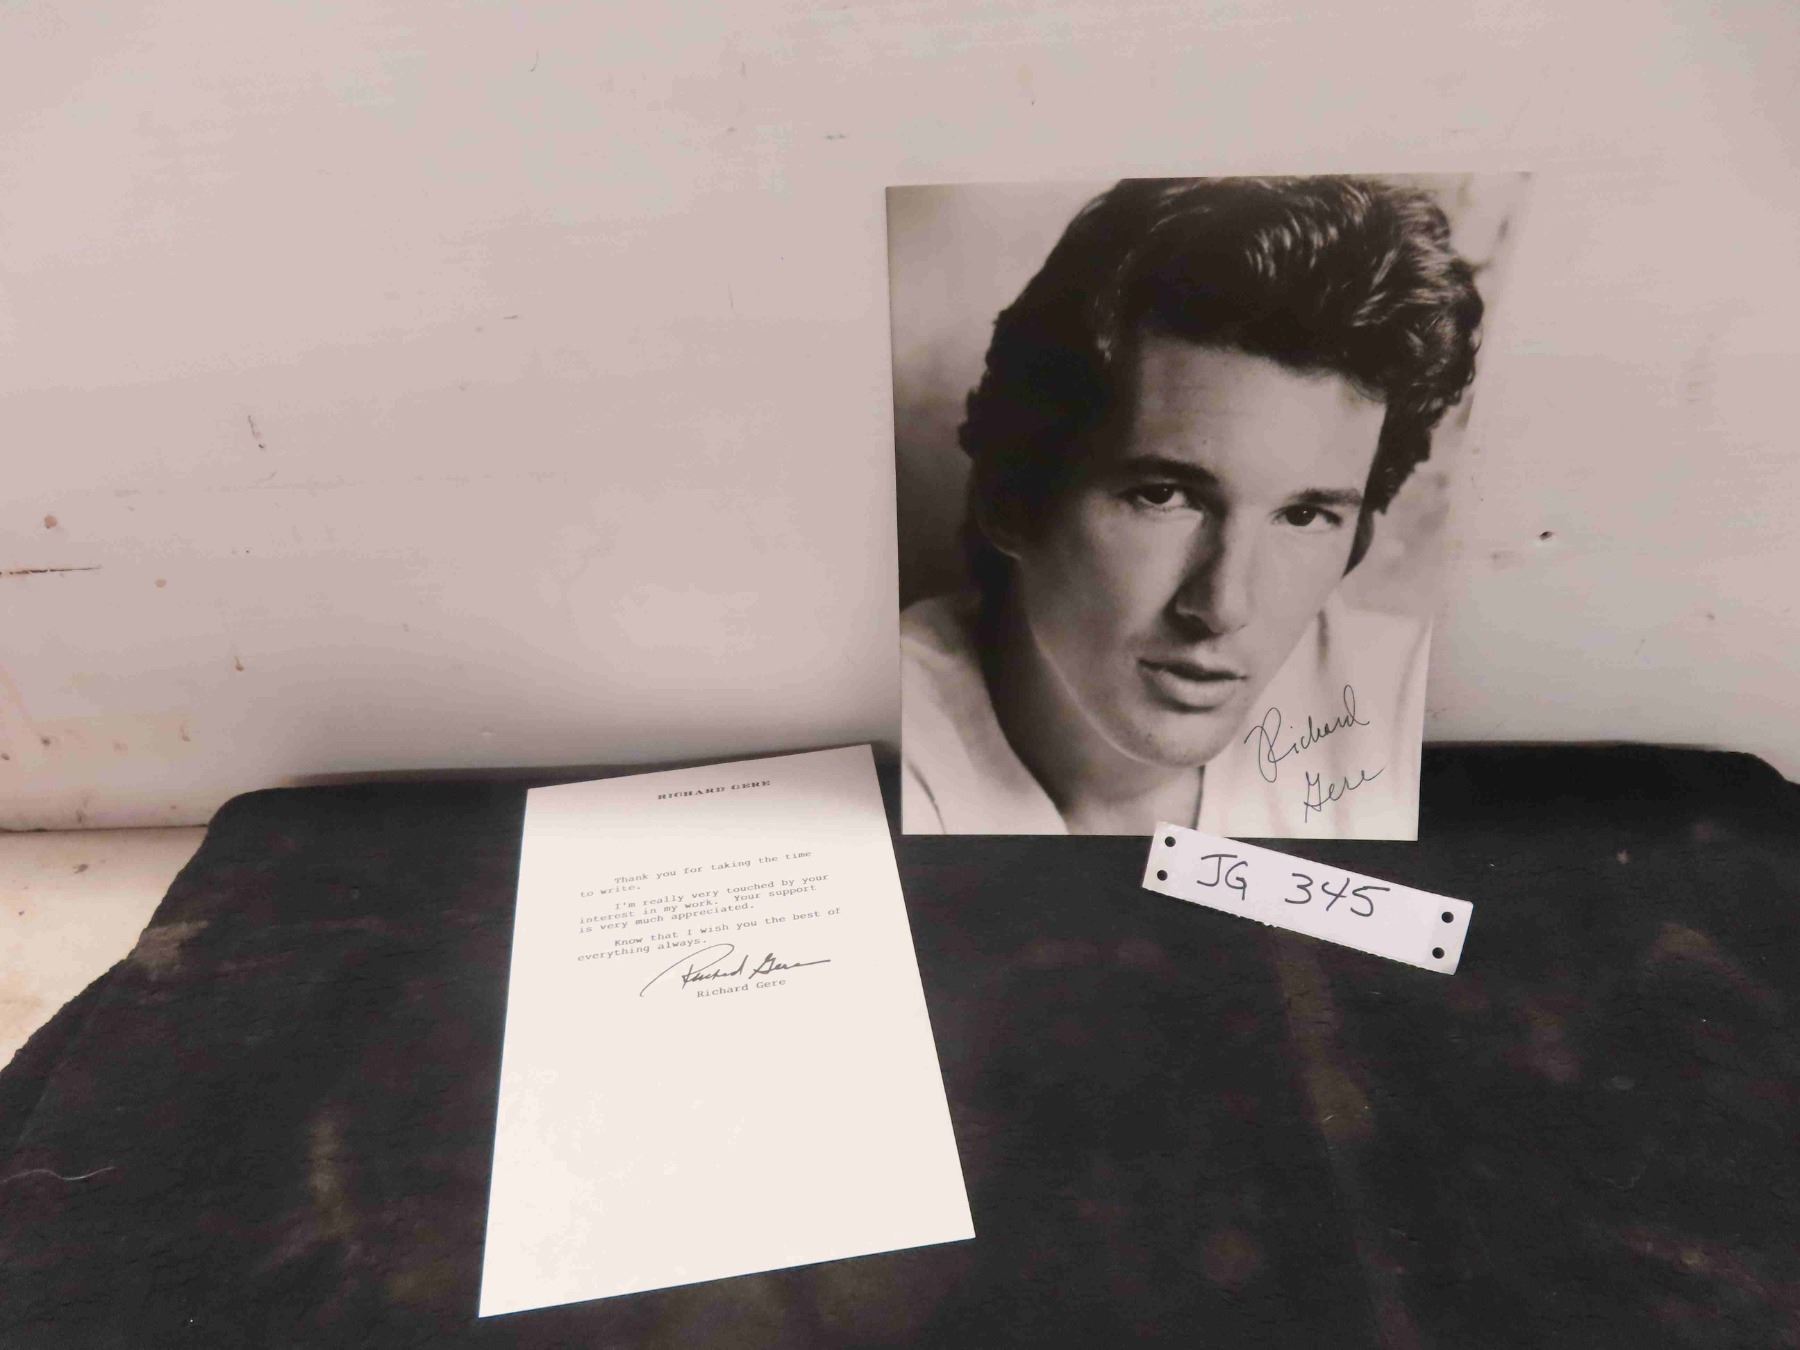 RICHARD GERE
Thank you for taking the time
to write.
I'm really very touched by your
interest in my work. Your support
is very much appreciated.
Know that I wish you the best of
everything always.
Richard Gere
Richard Gere
Richard
Gere
JG 345